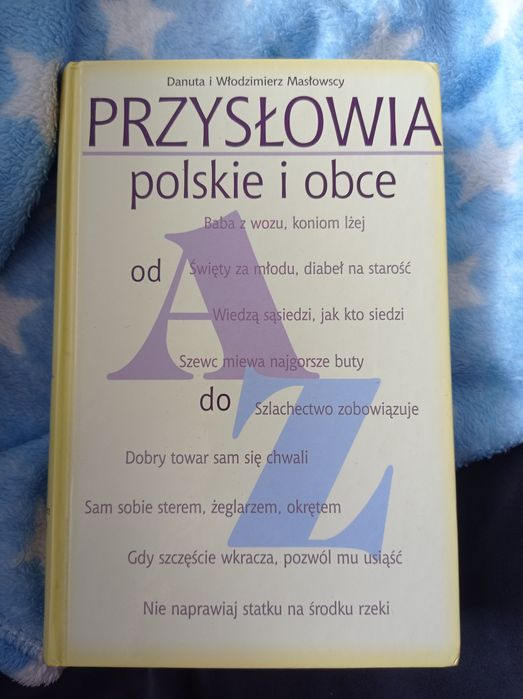 Danuta i Włodzimierz Masłowscy
PRZYSŁOWIA
polskie i obce
Baba z wozu, koniom lżej
od A
Święty za młodu, diabeł na starość
Wiedzą sąsiedzi, jak kto siedzi
Szewc miewa najgorsze buty
do Z
Szlachectwo zobowiązuje
Dobry towar sam się chwali
Sam sobie sterem, żeglarzem, okrętem
Gdy szczęście wkracza, pozwól mu usiąść
Nie naprawiaj statku na środku rzeki